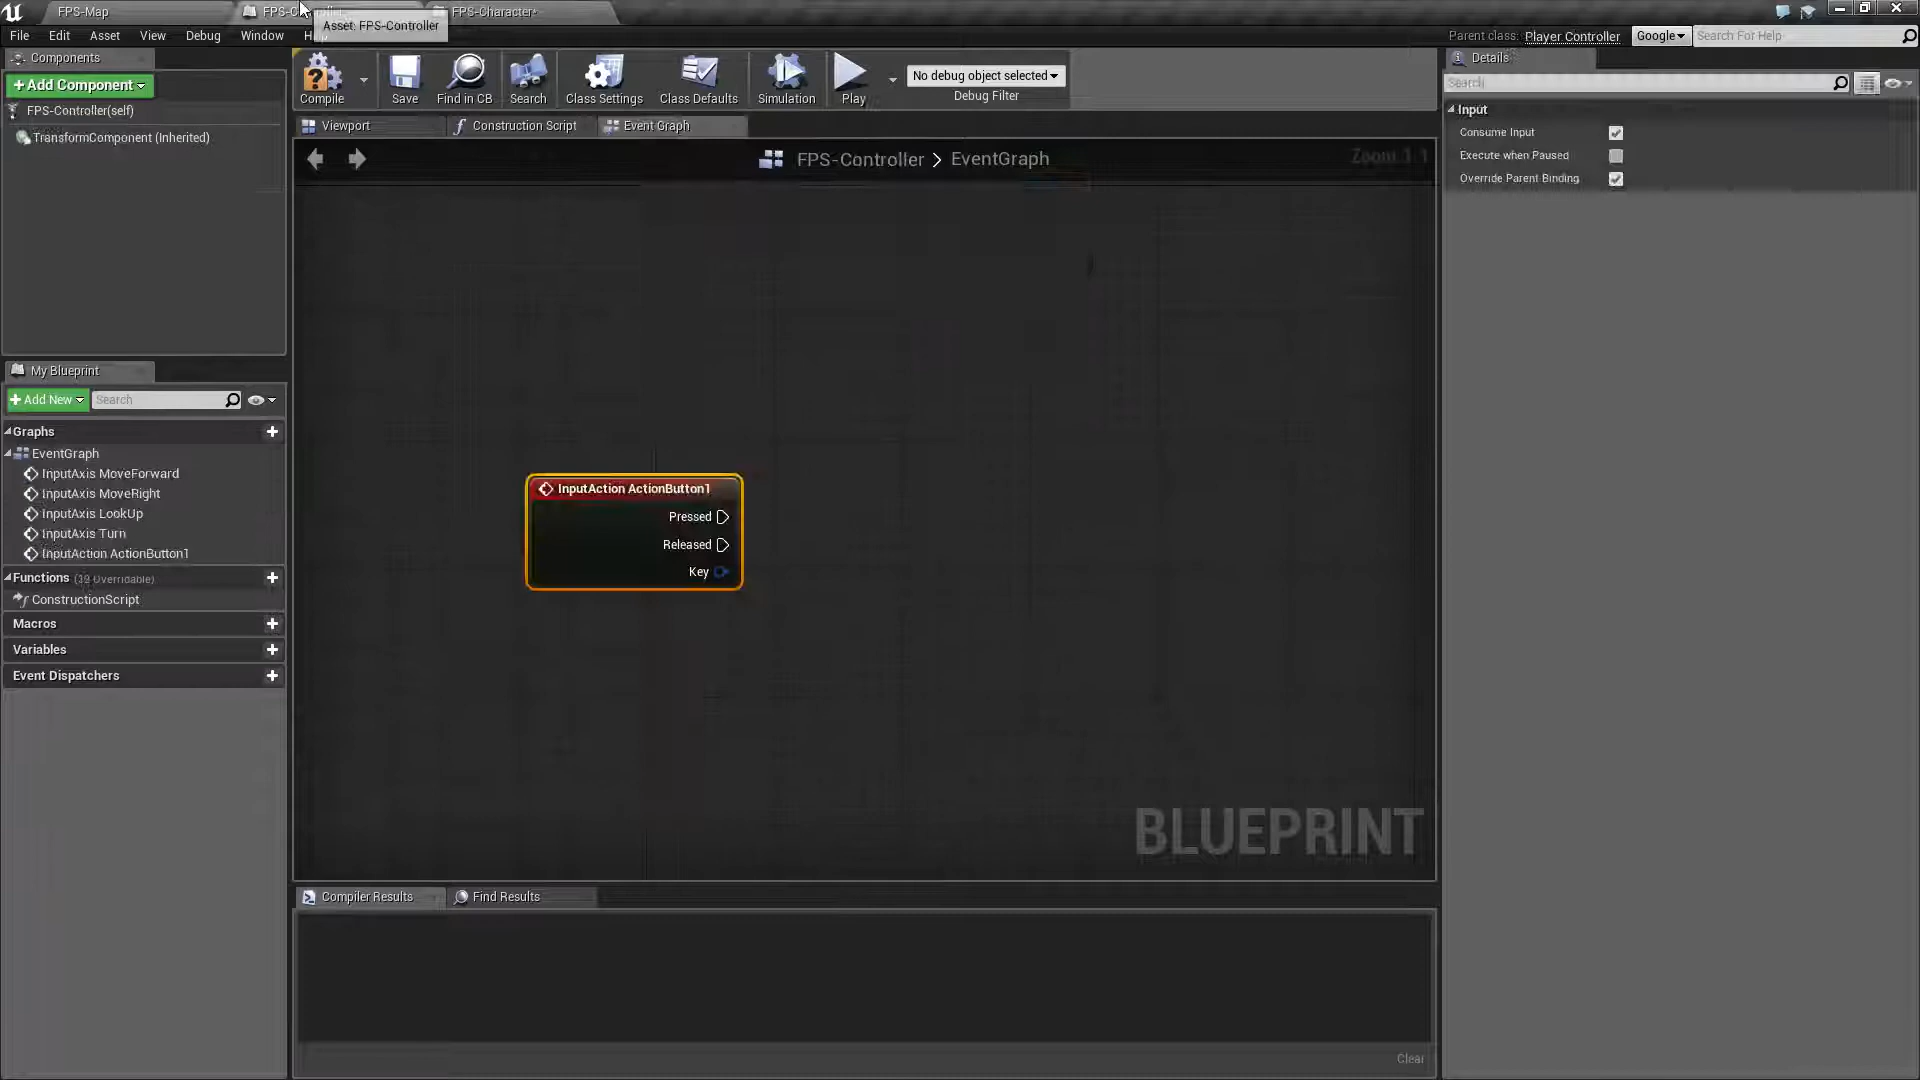 FPS-Map
FPS-Character*
Asset: FPS-Controller
File Edit Asset View Debug Window
Parent class: Player Controller Google Search For Help
Components
+Add Component
FPS-Controller(self)
TransformComponent (Inherited)
Compile Save Find in CB Search Class Settings Class Defaults Simulation Play
No debug object selected
Debug Filter
Viewport Construction Script Event Graph
FPS-Controller > EventGraph
Zoom 1:1
InputAction ActionButton1
Pressed
Released
Key
BLUEPRINT
My Blueprint
+Add New Search
Graphs
EventGraph
InputAxis MoveForward
InputAxis MoveRight
InputAxis LookUp
InputAxis Turn
InputAction ActionButton1
Functions (32 Overridable)
ConstructionScript
Macros
Variables
Event Dispatchers
Compiler Results Find Results
Clear
Details
Search
Input
Consume Input
Execute when Paused
Override Parent Binding